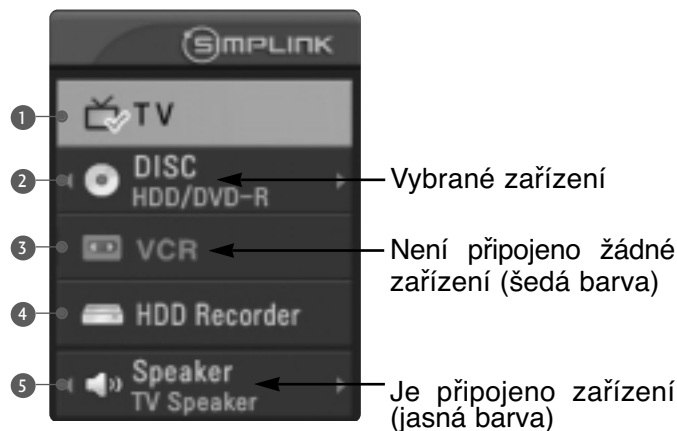 SIMPLINK
1 TV
2 DISC
HDD/DVD-R
Vybrané zařízení
3 VCR
Není připojeno žádné
zařízení (šedá barva)
4 HDD Recorder
5 Speaker
TV Speaker
Je připojeno zařízení
(jasná barva)